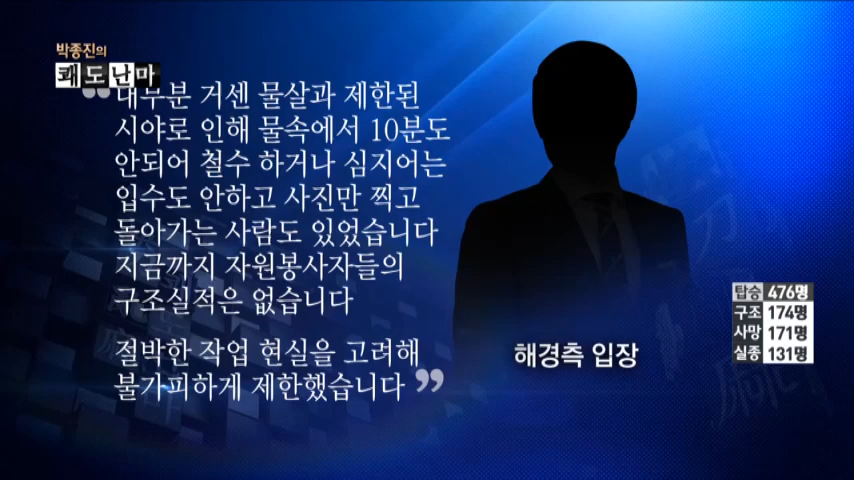 박종진의
쾌도난마
“대부분 거센 물살과 제한된
시야로 인해 물속에서 10분도
안되어 철수 하거나 심지어는
입수도 안하고 사진만 찍고
돌아가는 사람도 있었습니다
지금까지 자원봉사자들의
구조실적은 없습니다
절박한 작업 현실을 고려해
불가피하게 제한했습니다”
해경측 입장
탑승 476명
구조 174명
사망 171명
실종 131명